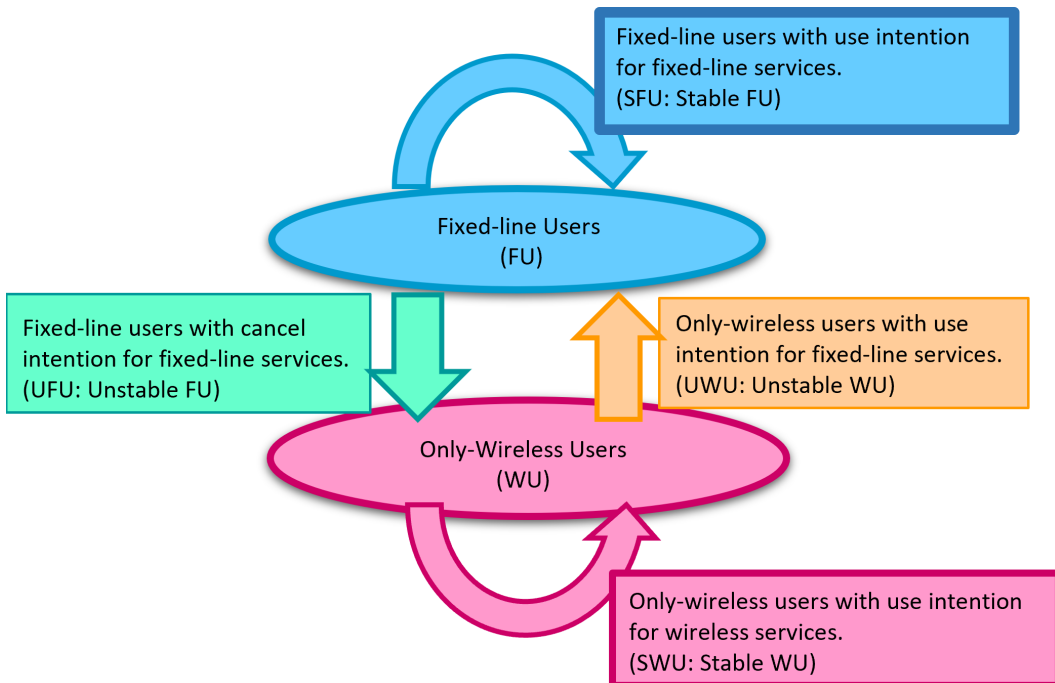 Fixed-line users with use intention
for fixed-line services.
(SFU: Stable FU)
Fixed-line Users
(FU)
Fixed-line users with cancel
intention for fixed-line services.
(UFU: Unstable FU)
Only-wireless users with use
intention for fixed-line services.
(UWU: Unstable WU)
Only-Wireless Users
(WU)
Only-wireless users with use intention
for wireless services.
(SWU: Stable WU)